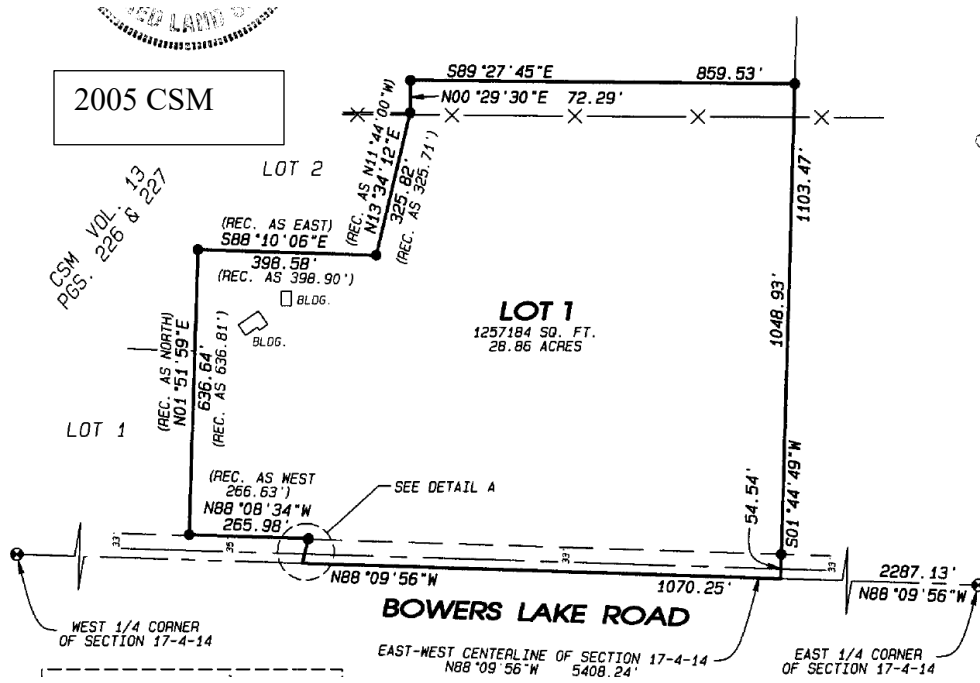 LAND S
2005 CSM
S89°27'45"E 859.53'
N00°29'30"E 72.29'
CSM VOL. 13
PGS. 226 & 227
LOT 2
(REC. AS N11°44'00"W)
N13°34'12"E
325.82'
(REC. AS 325.71')
1103.47'
(REC. AS EAST)
S88°10'06"E
398.58'
(REC. AS 398.90')
BLDG.
BLDG.
LOT 1
1257184 SQ. FT.
28.86 ACRES
1048.93'
(REC. AS NORTH)
N01°51'59"E
636.64'
(REC. AS 636.81')
LOT 1
(REC. AS WEST
266.63')
N88°08'34"W
265.98'
SEE DETAIL A
54.54'
S01°44'49"W
33'
35'
33'
33'
N88°09'56"W 1070.25'
2287.13'
N88°09'56"W
BOWERS LAKE ROAD
WEST 1/4 CORNER
OF SECTION 17-4-14
EAST-WEST CENTERLINE OF SECTION 17-4-14
N88°09'56"W 5408.24'
EAST 1/4 CORNER
OF SECTION 17-4-14